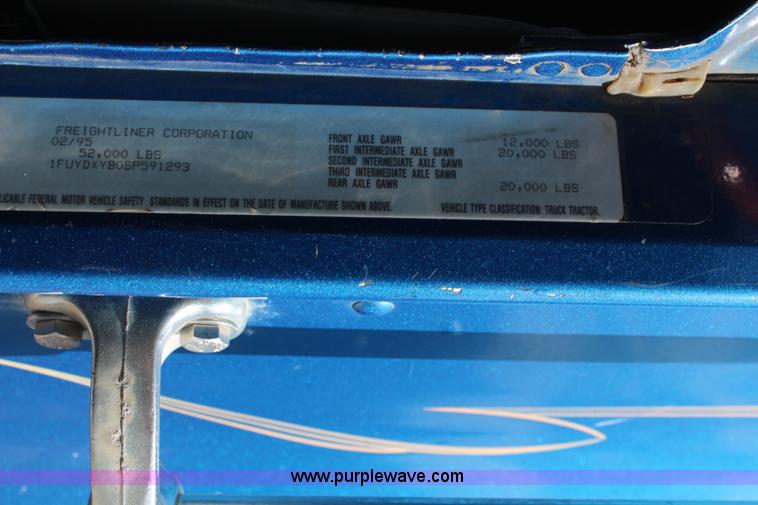 FREIGHTLINER CORPORATION
02/95
52,000 LBS
1FUYDXYB0SP591293
FRONT AXLE GAWR 12,000 LBS
FIRST INTERMEDIATE AXLE GAWR 20,000 LBS
SECOND INTERMEDIATE AXLE GAWR
THIRD INTERMEDIATE AXLE GAWR
REAR AXLE GAWR 20,000 LBS
PLICABLE FEDERAL MOTOR VEHICLE SAFETY STANDARDS IN EFFECT ON THE DATE OF MANUFACTURE SHOWN ABOVE. VEHICLE TYPE CLASSIFICATION: TRUCK TRACTOR.
www.purplewave.com